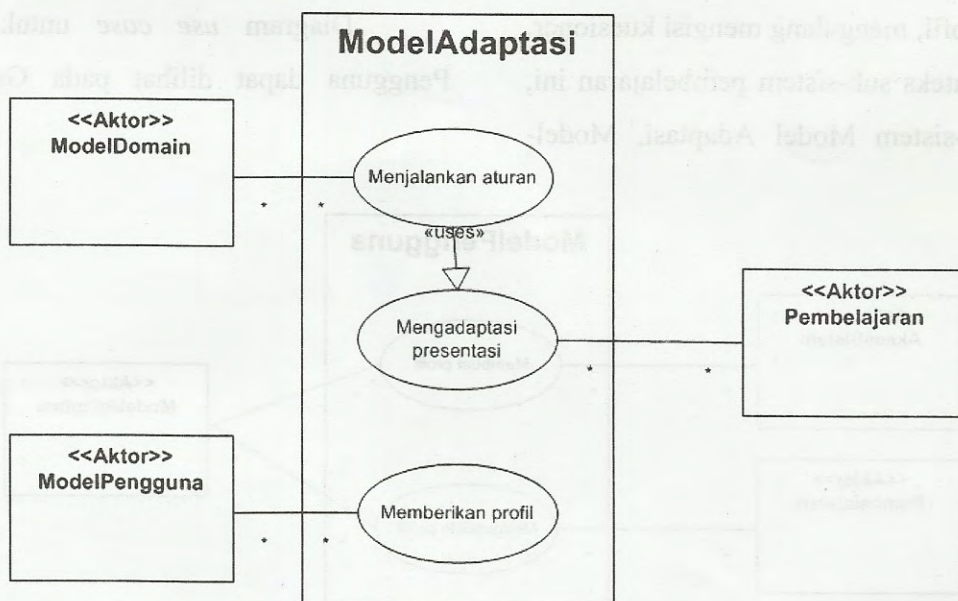 ModelAdaptasi
<<Aktor>>
ModelDomain
Menjalankan aturan
* *
«uses»
<<Aktor>>
Pembelajaran
Mengadaptasi
presentasi
* *
<<Aktor>>
ModelPengguna
Memberikan profil
* *